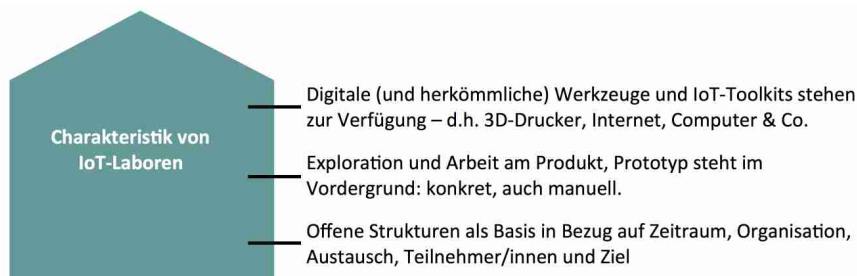 Charakteristik von
IoT-Laboren
Digitale (und herkömmliche) Werkzeuge und IoT-Toolkits stehen
zur Verfügung – d.h. 3D-Drucker, Internet, Computer & Co.
Exploration und Arbeit am Produkt, Prototyp steht im
Vordergrund: konkret, auch manuell.
Offene Strukturen als Basis in Bezug auf Zeitraum, Organisation,
Austausch, Teilnehmer/innen und Ziel